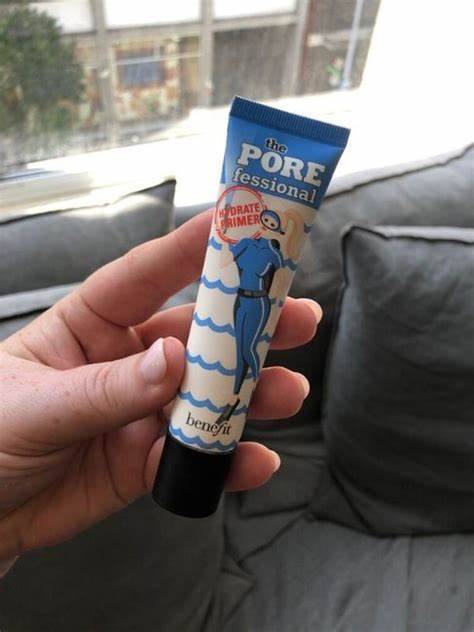 the
PORE
fessional
HYDRATE
PRIMER
benefit